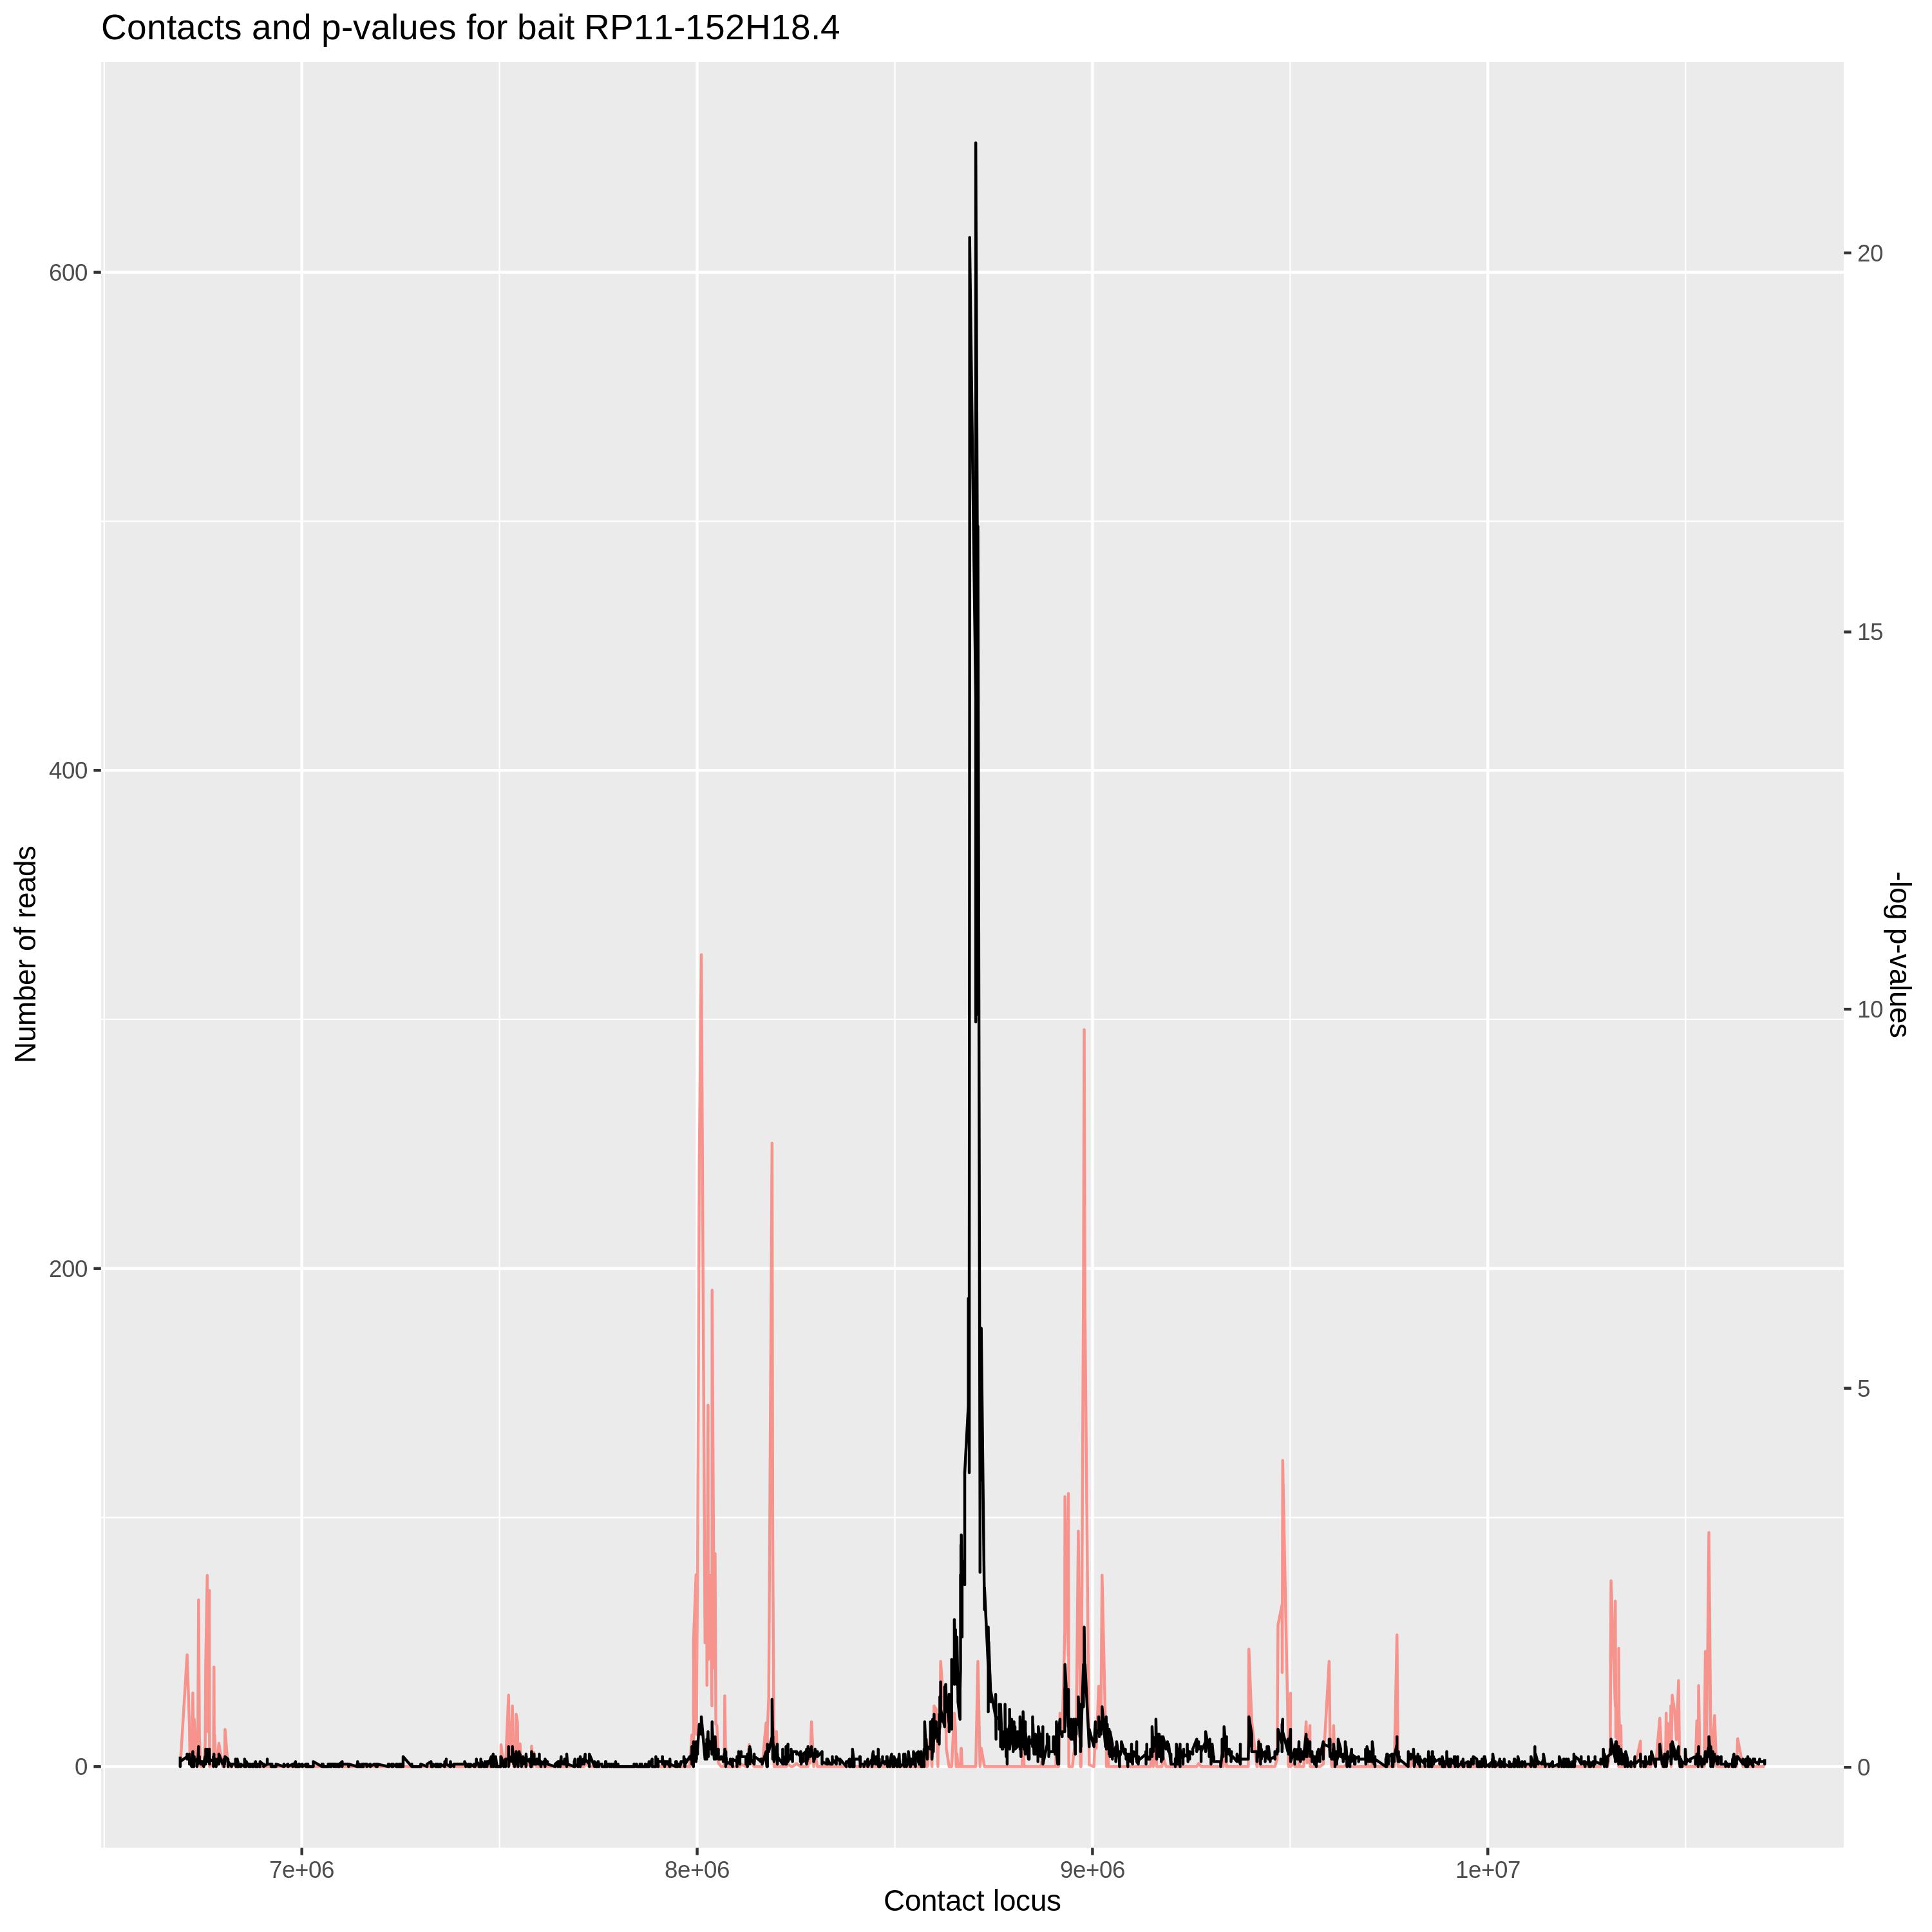 Contacts and p-values for bait RP11-152H18.4
600
400
200
0
Number of reads
20
15
10
5
0
-log p-values
7e+06
8e+06
9e+06
1e+07
Contact locus